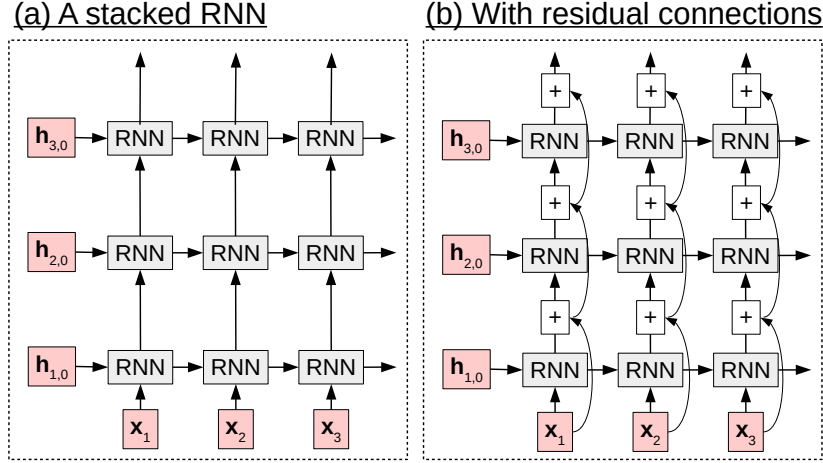 (a) A stacked RNN
h3,0 RNN RNN RNN
h2,0 RNN RNN RNN
h1,0 RNN RNN RNN
x1 x2 x3
(b) With residual connections
+ + +
h3,0 RNN RNN RNN
+ + +
h2,0 RNN RNN RNN
+ + +
h1,0 RNN RNN RNN
x1 x2 x3